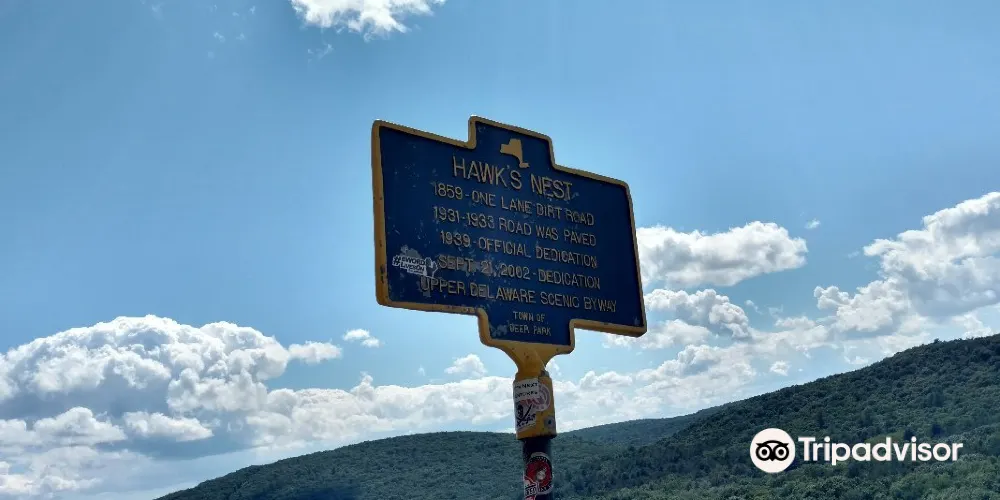 HAWK'S NEST
1859-ONE LANE DIRT ROAD
1931-1933 ROAD WAS PAVED
1939-OFFICIAL DEDICATION
SEPT. 21, 2002-DEDICATION
UPPER DELAWARE SCENIC BYWAY
TOWN OF
DEER PARK
Tripadvisor